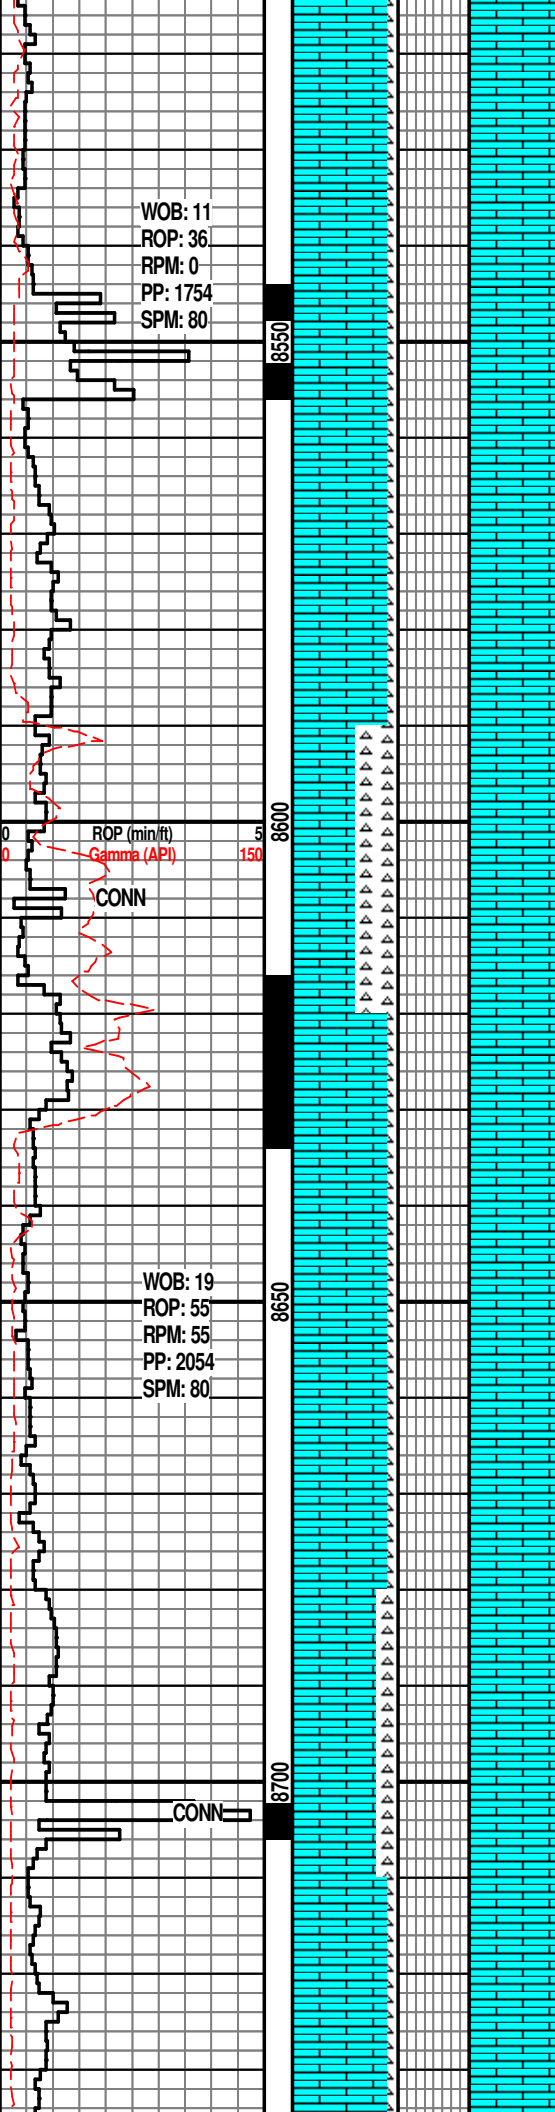 WOB: 11
ROP: 36
RPM: 0
PP: 1754
SPM: 80
8550
8600
0 ROP (min/ft) 5
0 Gamma (API) 150
CONN
WOB: 19
ROP: 55
RPM: 55
PP: 2054
SPM: 80
8650
8700
CONN